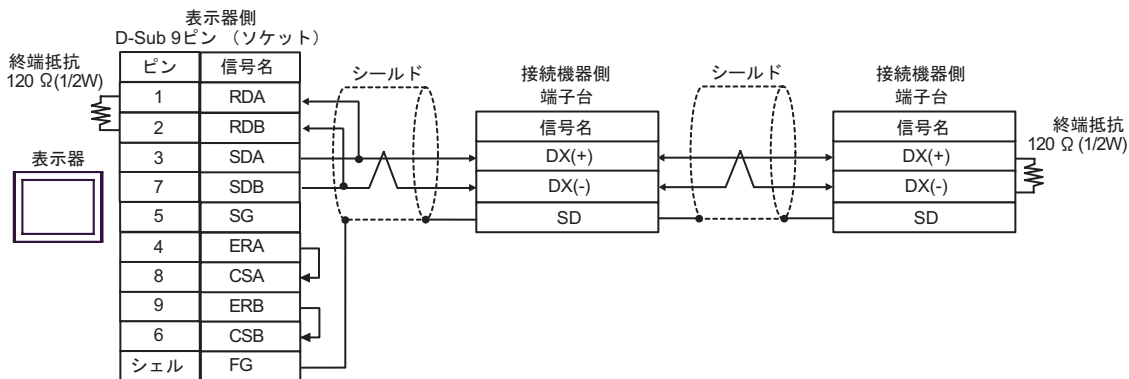 表示器側
D-Sub 9ピン （ソケット）
終端抵抗
120 Ω(1/2W)
ピン 信号名
1 RDA
2 RDB
3 SDA
7 SDB
5 SG
4 ERA
8 CSA
9 ERB
6 CSB
シェル FG
表示器
シールド
接続機器側
端子台
信号名
DX(+)
DX(-)
SD
シールド
接続機器側
端子台
信号名
DX(+)
DX(-)
SD
終端抵抗
120 Ω (1/2W)